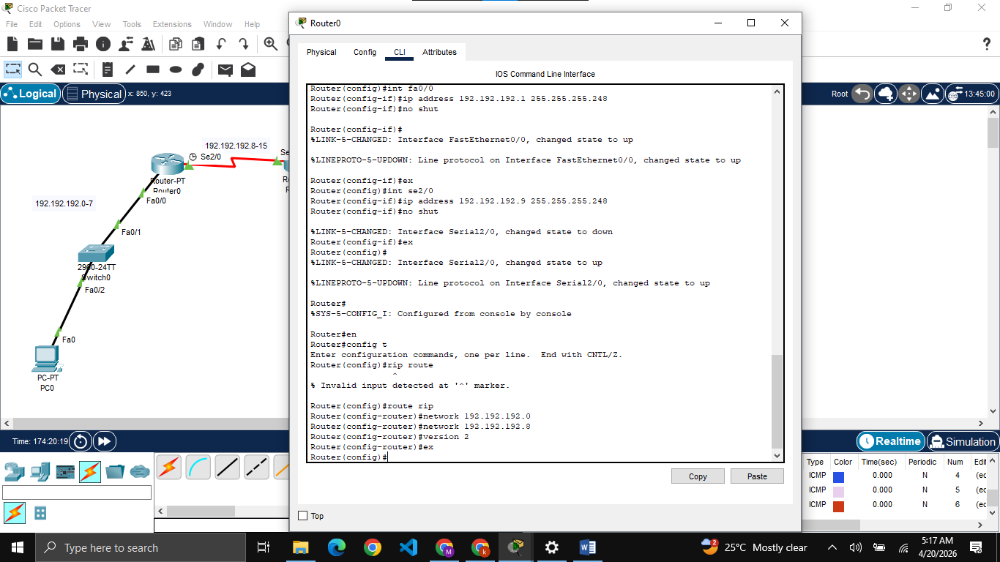 Cisco Packet Tracer
File Edit Options View Tools Extensions Window Help
Logical Physical x: 850, y: 423
Root 13:45:00
192.192.192.8-15
Se2/0
Se
Router-PT
Router0
Fa0/0
192.192.192.0-7
Fa0/1
2960-24TT
Switch0
Fa0/2
Fa0
PC-PT
PC0
Router0
Physical Config CLI Attributes
IOS Command Line Interface
Router(config)#int fa0/0
Router(config-if)#ip address 192.192.192.1 255.255.255.248
Router(config-if)#no shut
Router(config-if)#
%LINK-5-CHANGED: Interface FastEthernet0/0, changed state to up
%LINEPROTO-5-UPDOWN: Line protocol on Interface FastEthernet0/0, changed state to up
Router(config-if)#ex
Router(config)#int se2/0
Router(config-if)#ip address 192.192.192.9 255.255.255.248
Router(config-if)#no shut
%LINK-5-CHANGED: Interface Serial2/0, changed state to down
Router(config-if)#ex
Router(config)#
%LINK-5-CHANGED: Interface Serial2/0, changed state to up
%LINEPROTO-5-UPDOWN: Line protocol on Interface Serial2/0, changed state to up
Router#
%SYS-5-CONFIG_I: Configured from console by console
Router#en
Router#config t
Enter configuration commands, one per line.  End with CNTL/Z.
Router(config)#rip route
^
% Invalid input detected at '^' marker.
Router(config)#route rip
Router(config-router)#network 192.192.192.0
Router(config-router)#network 192.192.192.8
Router(config-router)#version 2
Router(config-router)#ex
Router(config)#
Copy Paste
Top
Time: 174:20:19
Realtime Simulation
Type Color Time(sec) Periodic Num Edit
ICMP 0.000 N 4 (ed
ICMP 0.000 N 5 (ed
ICMP 0.000 N 6 (ed
Type here to search
25°C Mostly clear
5:17 AM
4/20/2026